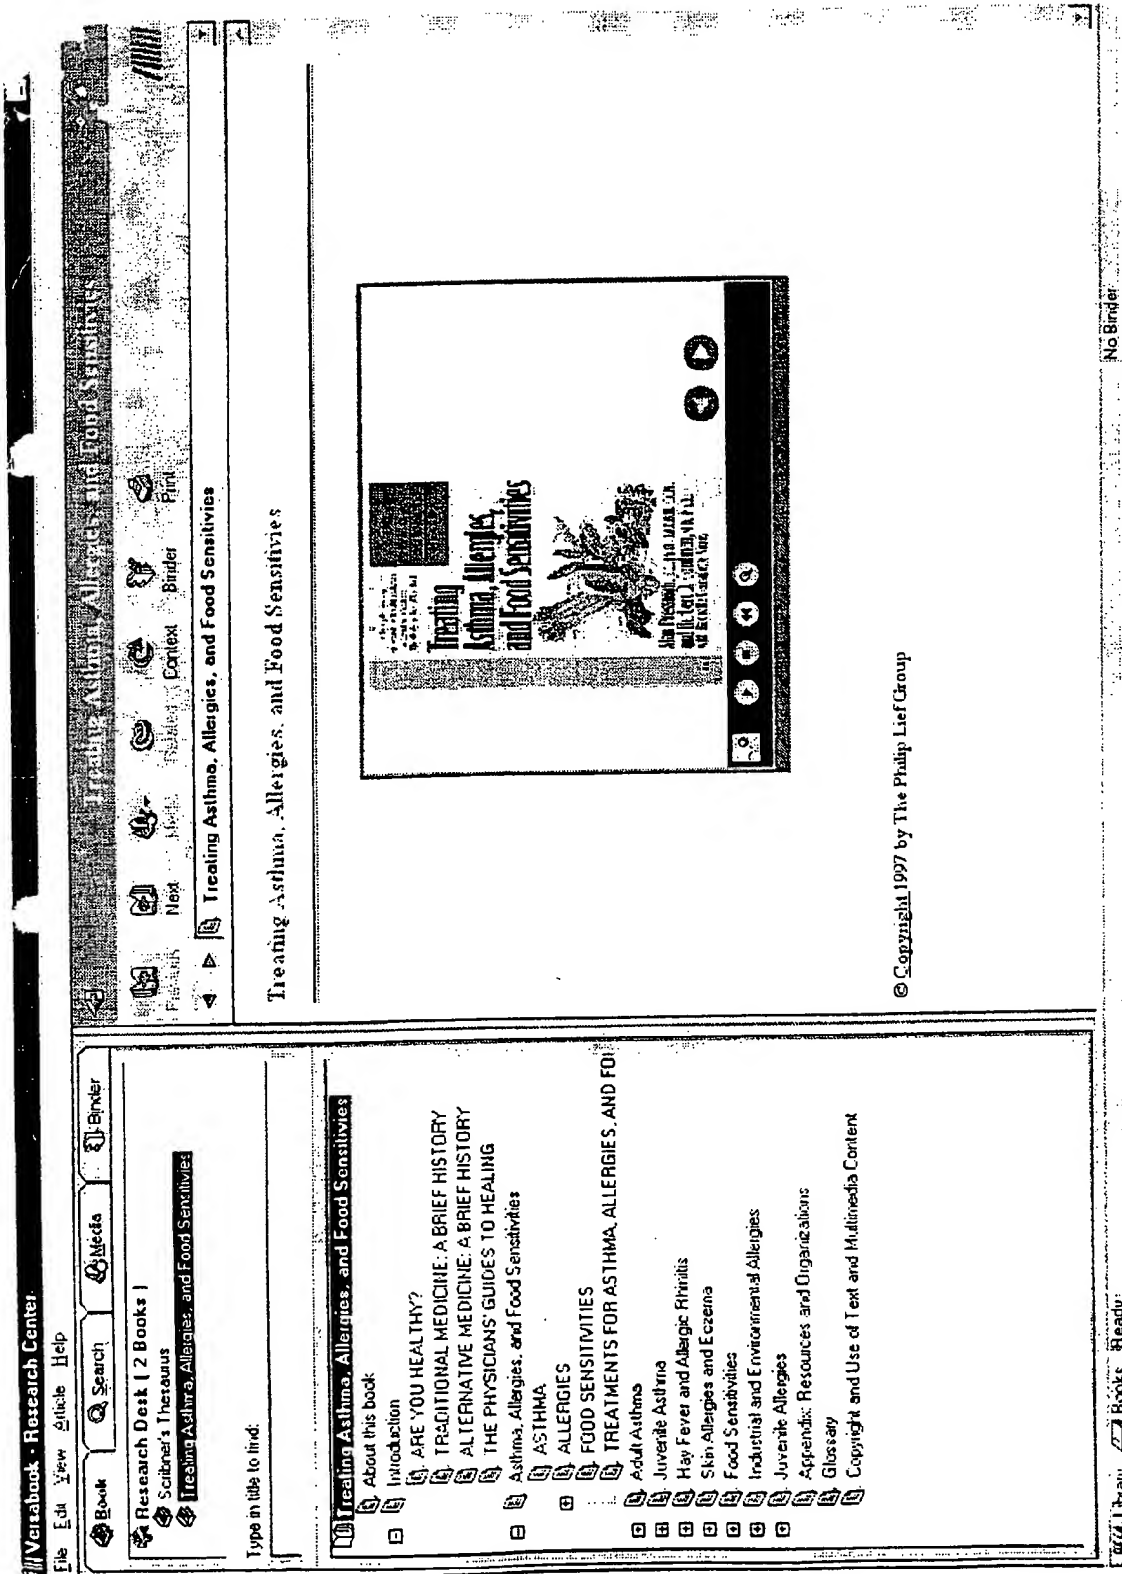 Versabook - Research Center
File Edit View Article Help
Book Search Media Binder
Research Desk [ 2 Books ]
Scribner's Thesaurus
Treating Asthma, Allergies, and Food Sensitivies
Type in title to find:
Treating Asthma, Allergies, and Food Sensitivies
About this book
Introduction
ARE YOU HEALTHY?
TRADITIONAL MEDICINE: A BRIEF HISTORY
ALTERNATIVE MEDICINE: A BRIEF HISTORY
THE PHYSICIANS' GUIDES TO HEALING
Asthma, Allergies, and Food Sensitivities
ASTHMA
ALLERGIES
FOOD SENSITIVITIES
TREATMENTS FOR ASTHMA, ALLERGIES, AND FO
Adult Asthma
Juvenile Asthma
Hay Fever and Allergic Rhinitis
Skin Allergies and Eczema
Food Sensitivities
Industrial and Environmental Allergies
Juvenile Allergies
Appendix: Resources and Organizations
Glossary
Copyright and Use of Text and Multimedia Content
Treating Asthma, Allergies, and Food Sensitivies
Previous Next Media Related Context Binder Print
Treating Asthma, Allergies, and Food Sensitivies
Treating Asthma, Allergies, and Food Sensitivies
Treating
Asthma, Allergies,
and Food Sensitivities
© Copyright 1997 by The Philip Lief Group
Library Books Ready
No Binder